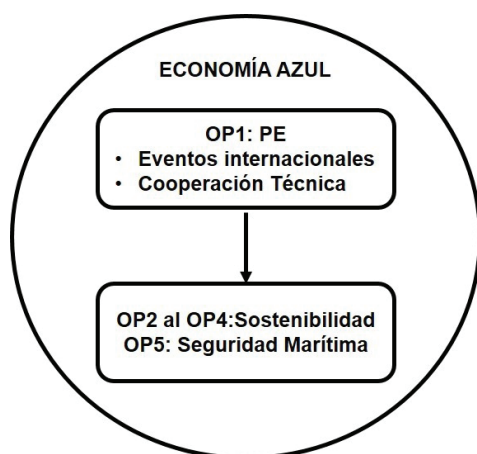 ECONOMÍA AZUL
OP1: PE
• Eventos internacionales
• Cooperación Técnica
OP2 al OP4:Sostenibilidad
OP5: Seguridad Marítima